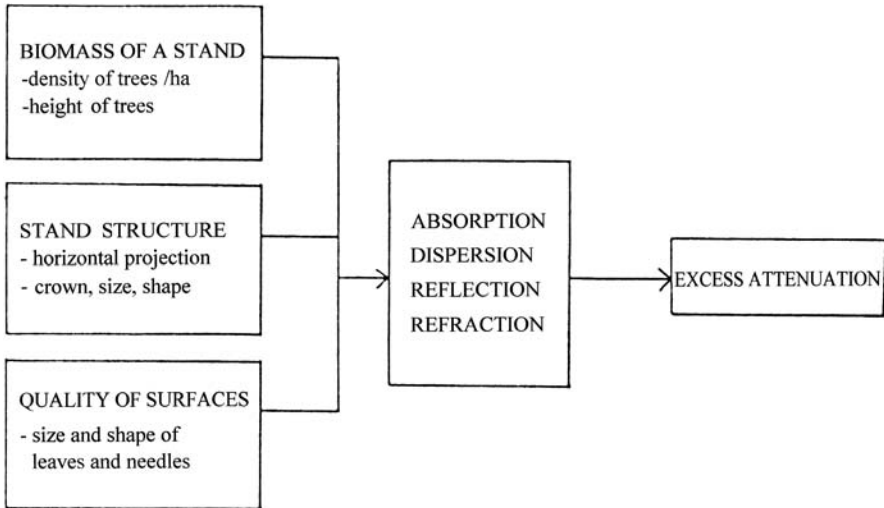 BIOMASS OF A STAND
-density of trees /ha
-height of trees
STAND STRUCTURE
- horizontal projection
- crown, size, shape
QUALITY OF SURFACES
- size and shape of
leaves and needles
ABSORPTION
DISPERSION
REFLECTION
REFRACTION
EXCESS ATTENUATION